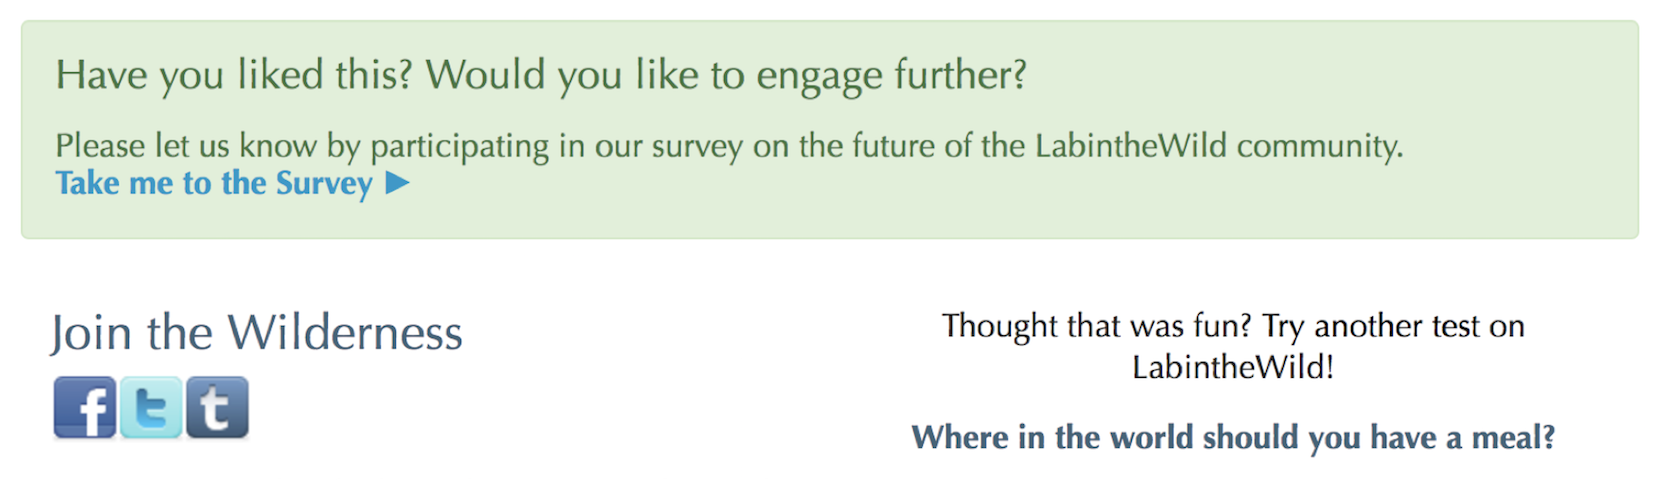 Have you liked this? Would you like to engage further?
Please let us know by participating in our survey on the future of the LabintheWild community.
Take me to the Survey ▶
Join the Wilderness
f t t
Thought that was fun? Try another test on
LabintheWild!
Where in the world should you have a meal?